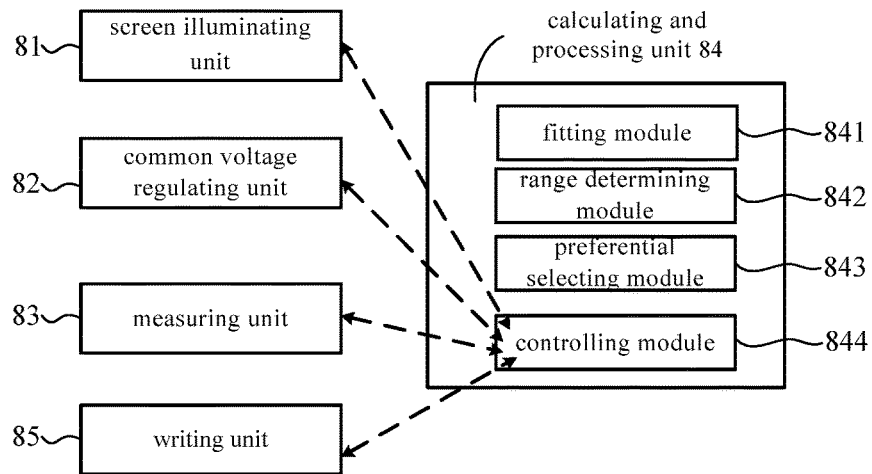 81
screen illuminating
unit
82
common voltage
regulating unit
83
measuring unit
85
writing unit
calculating and
processing unit 84
fitting module
841
range determining
module
842
preferential
selecting module
843
controlling module
844